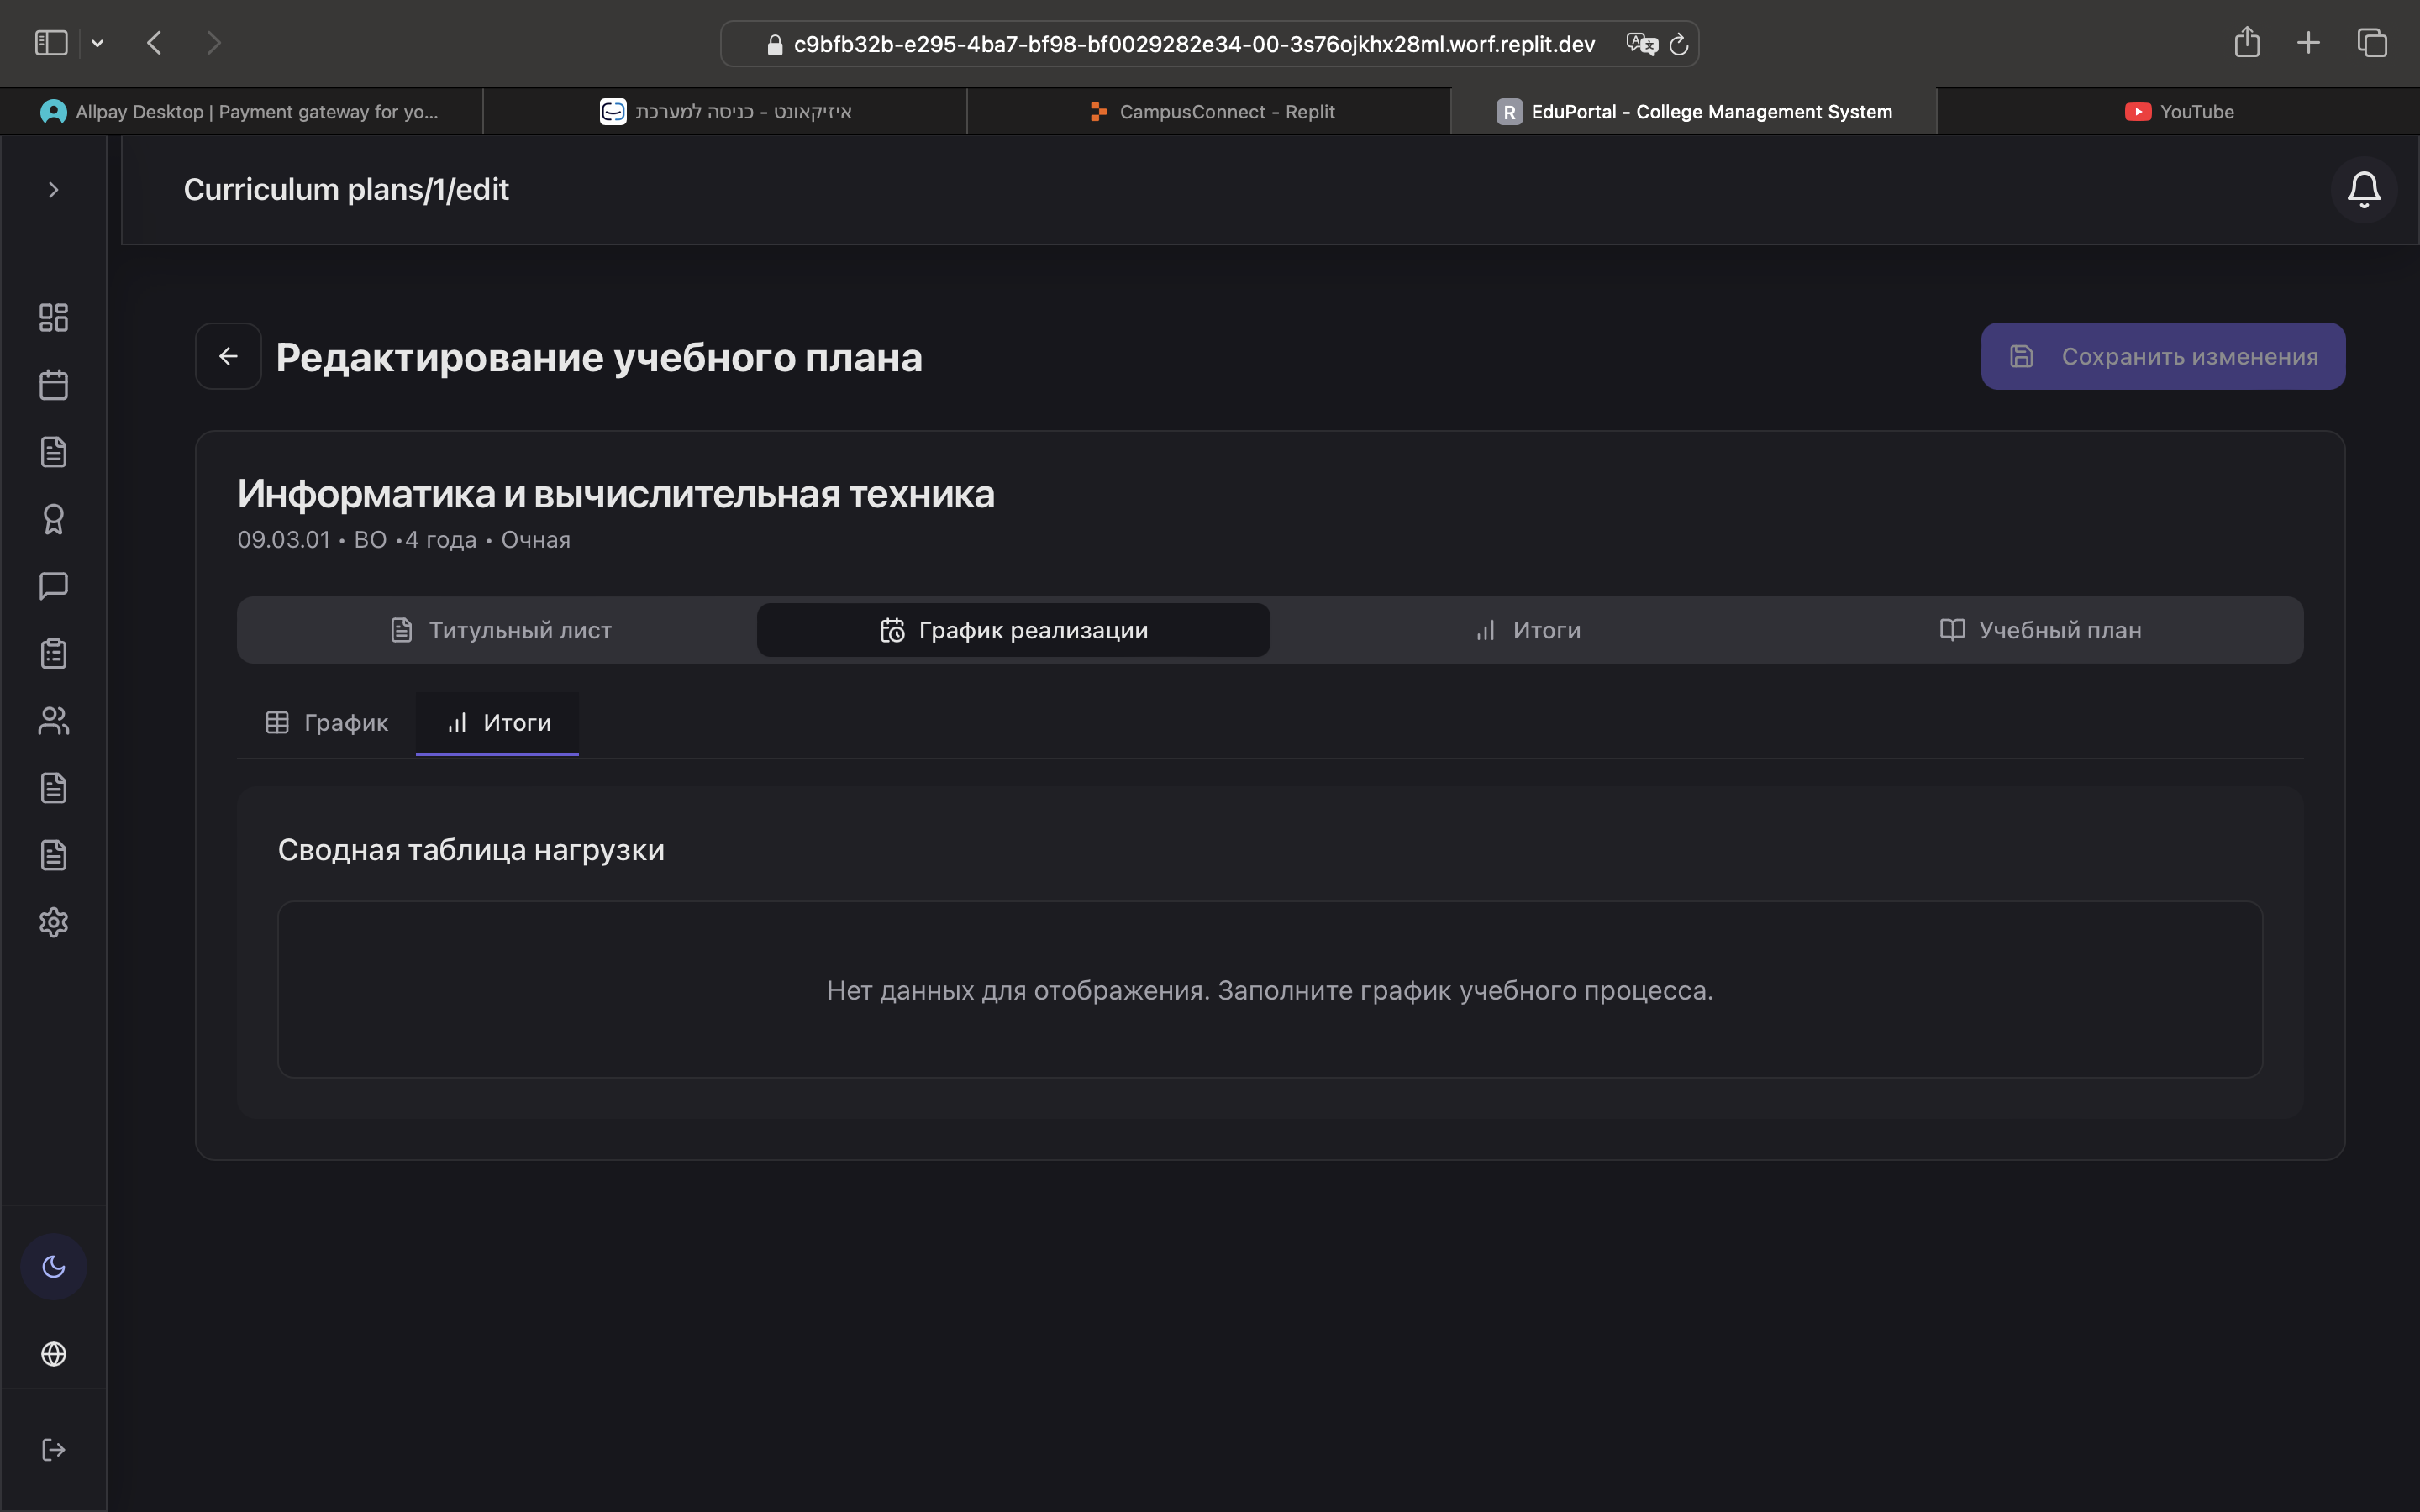 c9bfb32b-e295-4ba7-bf98-bf0029282e34-00-3s76ojkhx28ml.worf.replit.dev
Allpay Desktop | Payment gateway for yo...
איזיקאונט - כניסה למערכת
CampusConnect - Replit
R EduPortal - College Management System
YouTube
Curriculum plans/1/edit
Редактирование учебного плана
Сохранить изменения
Информатика и вычислительная техника
09.03.01 • ВО •4 года • Очная
Титульный лист
График реализации
Итоги
Учебный план
График
Итоги
Сводная таблица нагрузки
Нет данных для отображения. Заполните график учебного процесса.